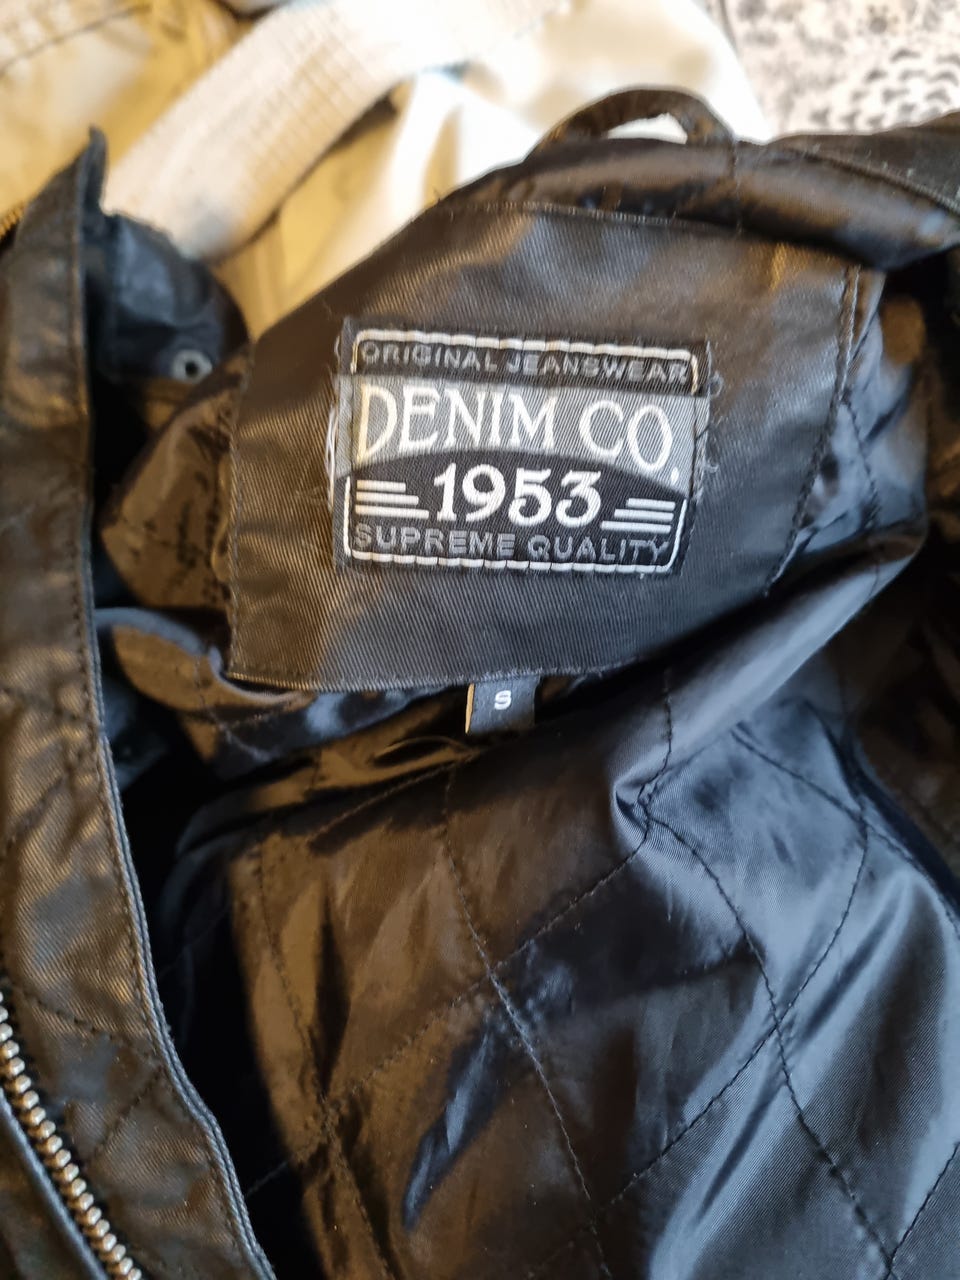 ORIGINAL JEANSWEAR
DENIM CO.
1953
SUPREME QUALITY
S